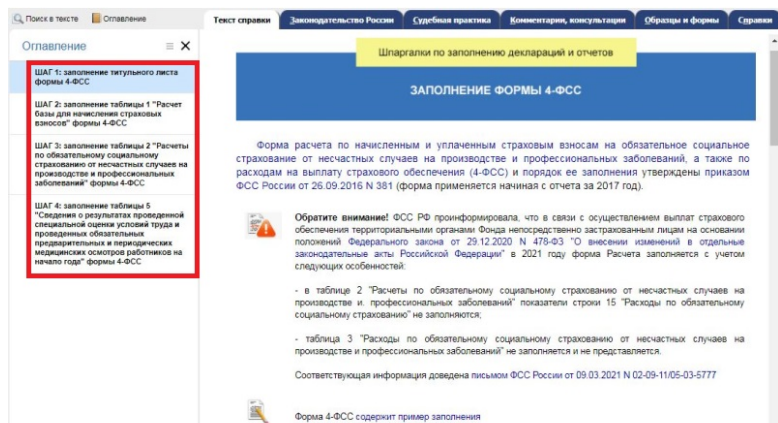 Поиск в тексте Оглавление
Текст справки Законодательство России Судебная практика Комментарии, консультации Образцы и формы Справки
Оглавление
ШАГ 1: заполнение титульного листа
формы 4-ФСС
ШАГ 2: заполнение таблицы 1 "Расчет
базы для начисления страховых
взносов" формы 4-ФСС
ШАГ 3: заполнение таблицы 2 "Расчеты
по обязательному социальному
страхованию от несчастных случаев на
производстве и профессиональных
заболеваний" формы 4-ФСС
ШАГ 4: заполнение таблицы 5
"Сведения о результатах проведенной
специальной оценки условий труда и
проведенных обязательных
предварительных и периодических
медицинских осмотров работников на
начало года" формы 4-ФСС
Шпаргалки по заполнению деклараций и отчетов
ЗАПОЛНЕНИЕ ФОРМЫ 4-ФСС
Форма расчета по начисленным и уплаченным страховым взносам на обязательное социальное
страхование от несчастных случаев на производстве и профессиональных заболеваний, а также по
расходам на выплату страхового обеспечения (4-ФСС) и порядок ее заполнения утверждены приказом
ФСС России от 26.09.2016 N 381 (форма применяется начиная с отчета за 2017 год).
Обратите внимание! ФСС РФ проинформировала, что в связи с осуществлением выплат страхового
обеспечения территориальными органами Фонда непосредственно застрахованным лицам на основании
положений Федерального закона от 29.12.2020 N 478-ФЗ "О внесении изменений в отдельные
законодательные акты Российской Федерации" в 2021 году форма Расчета заполняется с учетом
следующих особенностей:
- в таблице 2 "Расчеты по обязательному социальному страхованию от несчастных случаев на
производстве и. профессиональных заболеваний" показатели строки 15 "Расходы по обязательному
социальному страхованию" не заполняются;
- таблица 3 "Расходы по обязательному социальному страхованию от несчастных случаев на
производстве и профессиональных заболеваний" не заполняется и не представляется.
Соответствующая информация доведена письмом ФСС России от 09.03.2021 N 02-09-11/05-03-5777
Форма 4-ФСС содержит пример заполнения